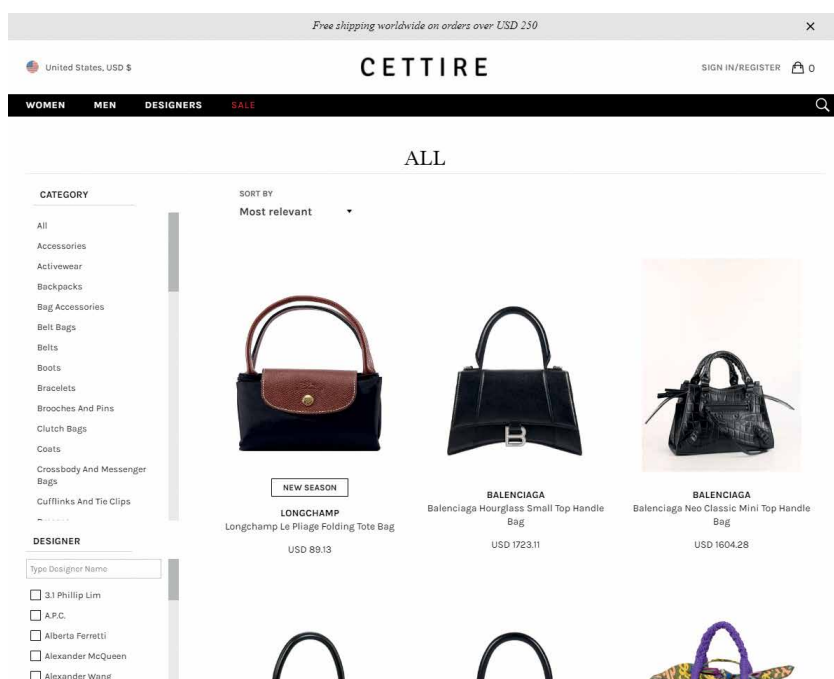 Free shipping worldwide on orders over USD 250
United States, USD $
CETTIRE
SIGN IN/REGISTER
0
WOMEN
MEN
DESIGNERS
SALE
ALL
CATEGORY
All
Accessories
Activewear
Backpacks
Bag Accessories
Belt Bags
Belts
Boots
Bracelets
Brooches And Pins
Clutch Bags
Coats
Crossbody And Messenger
Bags
Cufflinks And Tie Clips
DESIGNER
Type Designer Name
3.1 Phillip Lim
A.P.C.
Alberta Ferretti
Alexander McQueen
Alexander Wang
SORT BY
Most relevant
NEW SEASON
LONGCHAMP
Longchamp Le Pliage Folding Tote Bag
USD 89.13
BALENCIAGA
Balenciaga Hourglass Small Top Handle
Bag
USD 1723.11
BALENCIAGA
Balenciaga Neo Classic Mini Top Handle
Bag
USD 1604.28